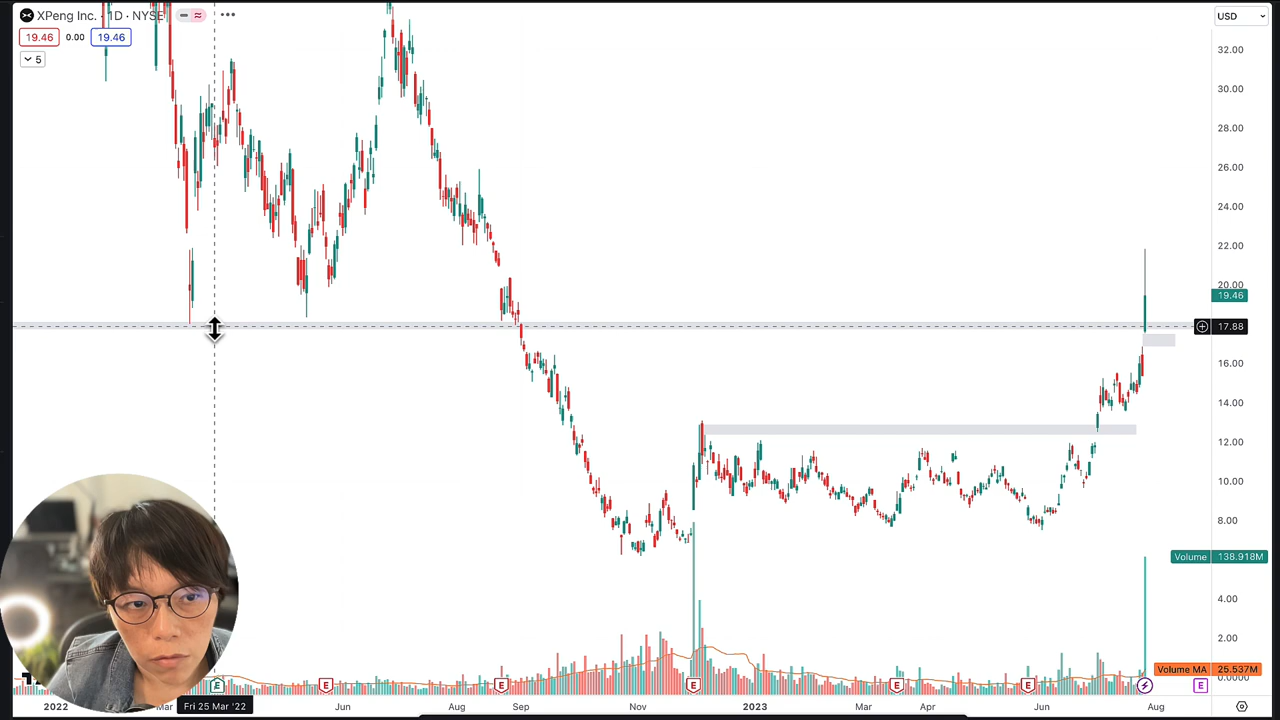 XPeng Inc. · 1D · NYSE
USD
19.46 0.00 19.46
5
32.00
30.00
28.00
26.00
24.00
22.00
20.00
19.46
17.88
16.00
14.00
12.00
10.00
8.00
Volume 138.918M
4.00
2.00
Volume MA 25.537M
0.0000
E E E E E E E
2022 Mar Fri 25 Mar '22 Jun Aug Sep Nov 2023 Mar Apr Jun Aug